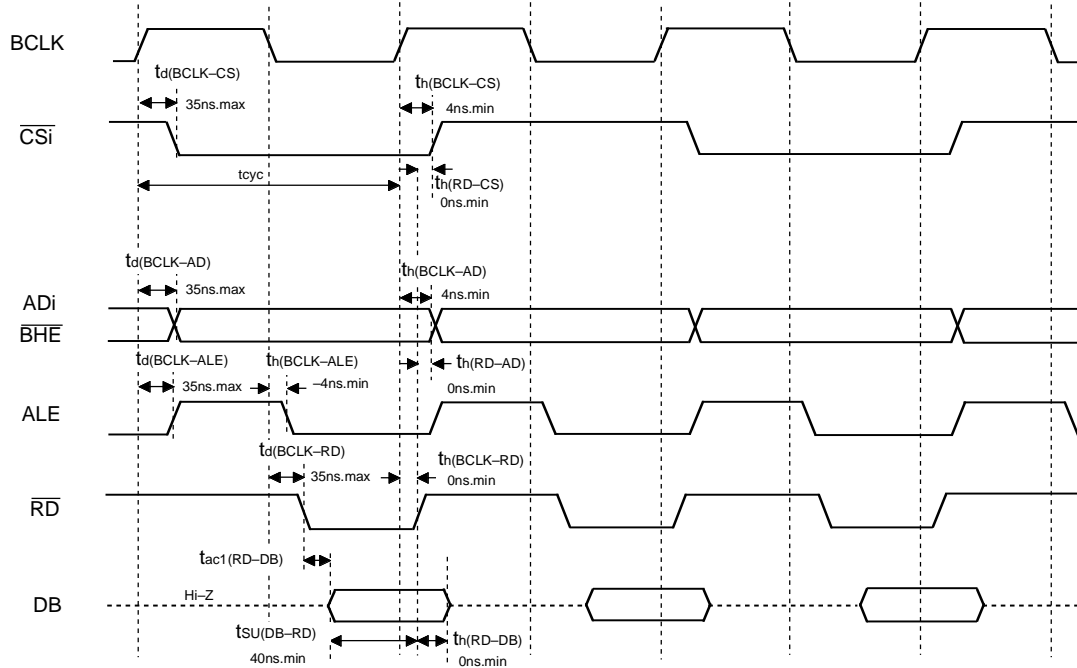 BCLK
td(BCLK–CS)
35ns.max
th(BCLK–CS)
4ns.min
CSi
tcyc
th(RD–CS)
0ns.min
td(BCLK–AD)
35ns.max
th(BCLK–AD)
4ns.min
ADi
BHE
th(RD–AD)
0ns.min
td(BCLK–ALE)
35ns.max
th(BCLK–ALE)
–4ns.min
ALE
td(BCLK–RD)
35ns.max
th(BCLK–RD)
0ns.min
RD
tac1(RD–DB)
Hi–Z
DB
tSU(DB–RD)
40ns.min
th(RD–DB)
0ns.min